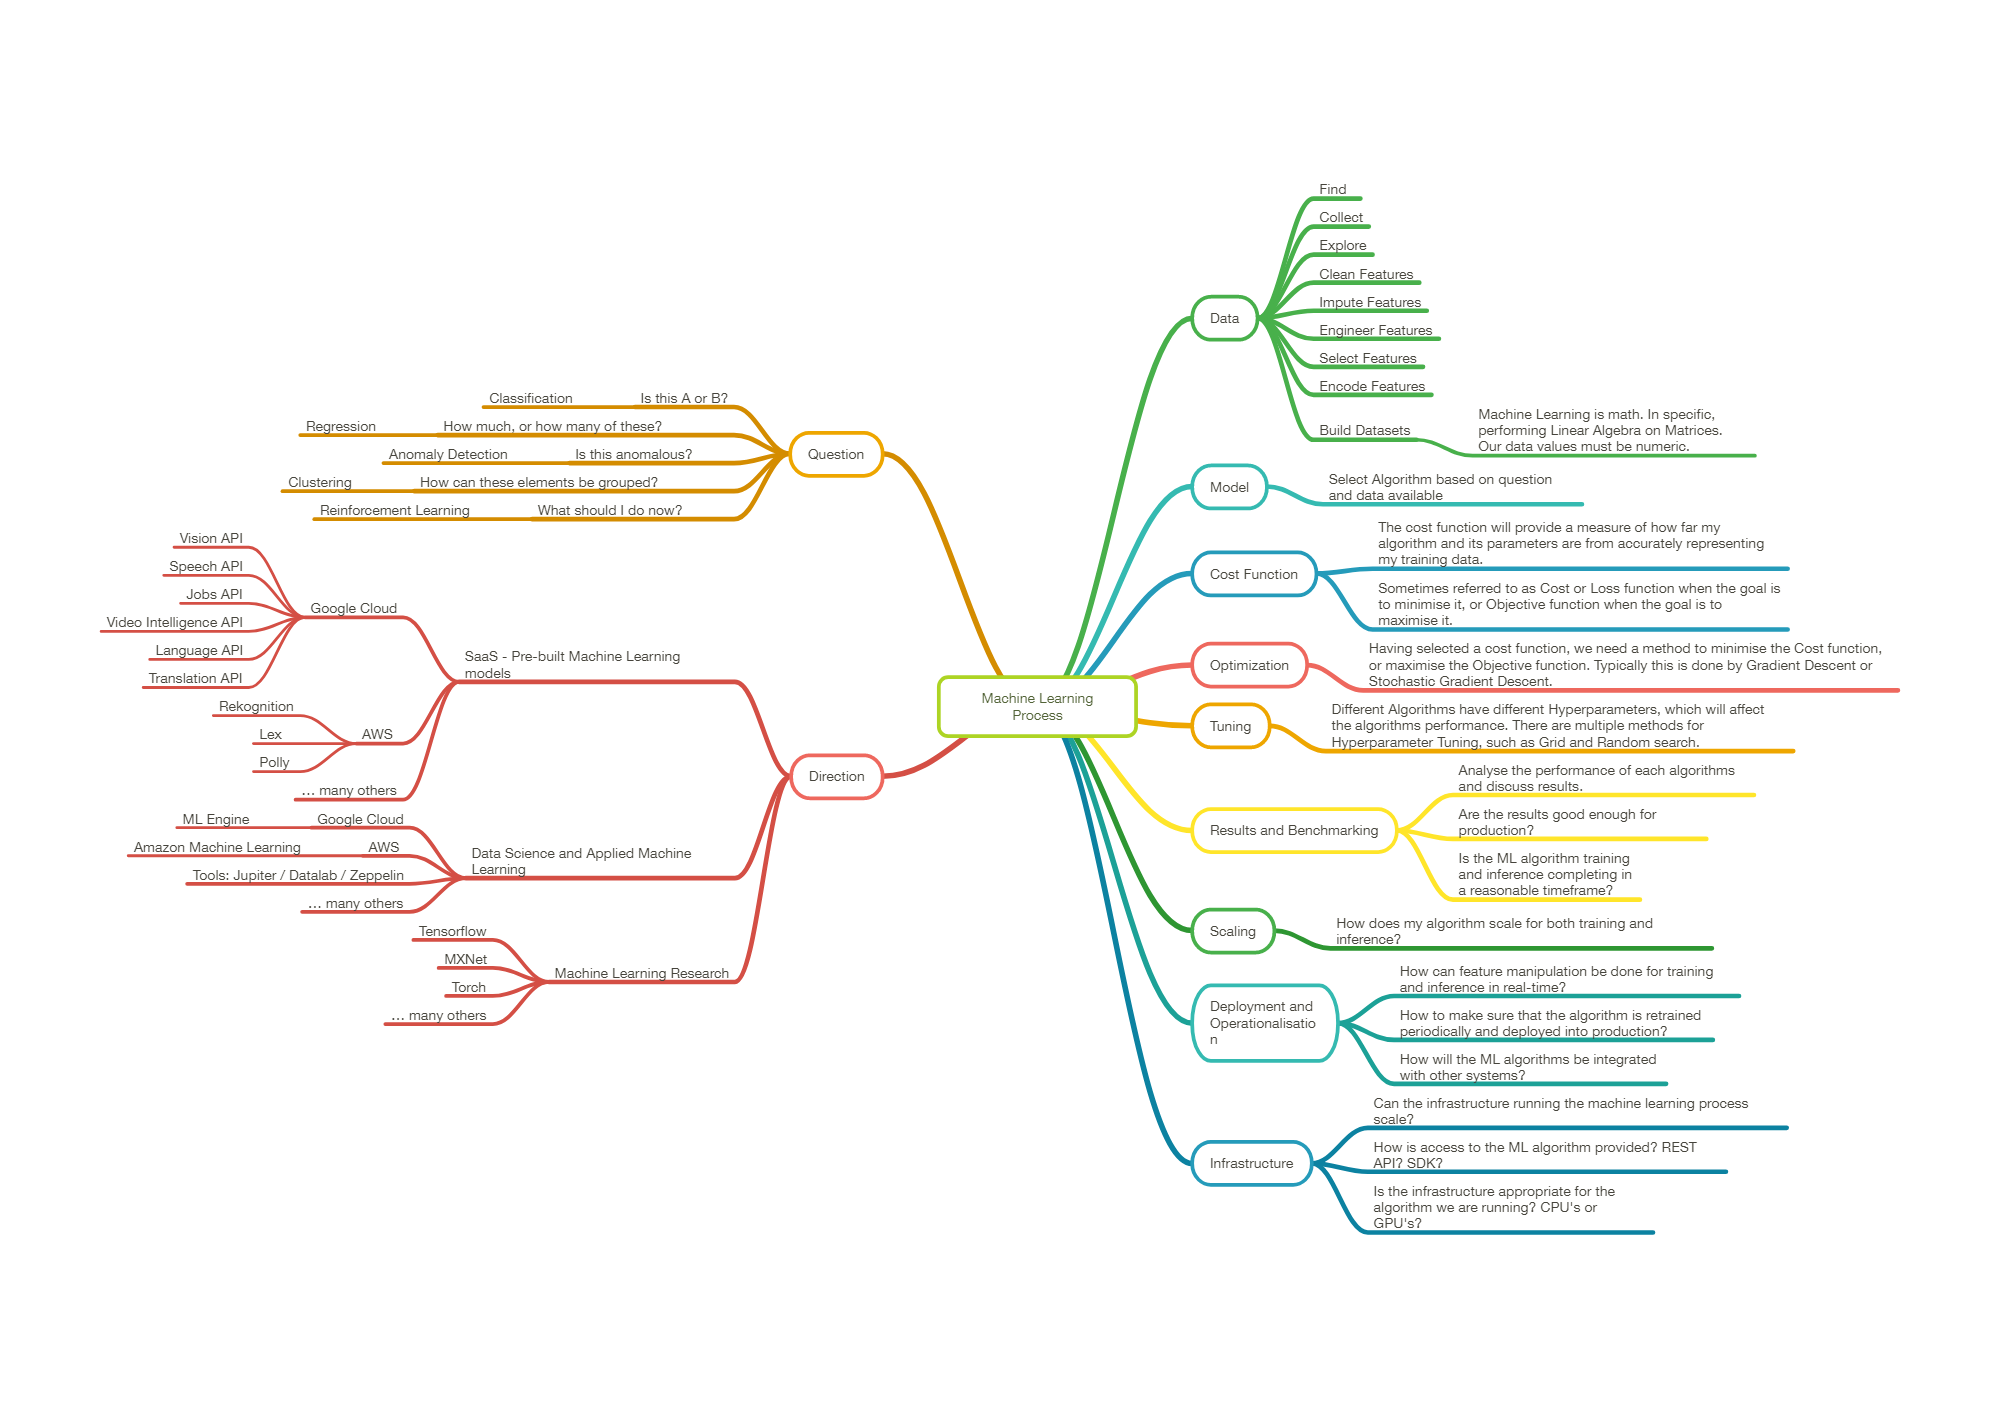 Machine Learning
Process
Question
Is this A or B?
Classification
How much, or how many of these?
Regression
Is this anomalous?
Anomaly Detection
How can these elements be grouped?
Clustering
What should I do now?
Reinforcement Learning
Direction
SaaS - Pre-built Machine Learning
models
Google Cloud
Vision API
Speech API
Jobs API
Video Intelligence API
Language API
Translation API
AWS
Rekognition
Lex
Polly
... many others
Data Science and Applied Machine
Learning
Google Cloud
ML Engine
AWS
Amazon Machine Learning
Tools: Jupiter / Datalab / Zeppelin
... many others
Machine Learning Research
Tensorflow
MXNet
Torch
... many others
Data
Find
Collect
Explore
Clean Features
Impute Features
Engineer Features
Select Features
Encode Features
Build Datasets
Machine Learning is math. In specific,
performing Linear Algebra on Matrices.
Our data values must be numeric.
Model
Select Algorithm based on question
and data available
Cost Function
The cost function will provide a measure of how far my
algorithm and its parameters are from accurately representing
my training data.
Sometimes referred to as Cost or Loss function when the goal is
to minimise it, or Objective function when the goal is to
maximise it.
Optimization
Having selected a cost function, we need a method to minimise the Cost function,
or maximise the Objective function. Typically this is done by Gradient Descent or
Stochastic Gradient Descent.
Tuning
Different Algorithms have different Hyperparameters, which will affect
the algorithms performance. There are multiple methods for
Hyperparameter Tuning, such as Grid and Random search.
Results and Benchmarking
Analyse the performance of each algorithms
and discuss results.
Are the results good enough for
production?
Is the ML algorithm training
and inference completing in
a reasonable timeframe?
Scaling
How does my algorithm scale for both training and
inference?
Deployment and
Operationalisatio
n
How can feature manipulation be done for training
and inference in real-time?
How to make sure that the algorithm is retrained
periodically and deployed into production?
How will the ML algorithms be integrated
with other systems?
Infrastructure
Can the infrastructure running the machine learning process
scale?
How is access to the ML algorithm provided? REST
API? SDK?
Is the infrastructure appropriate for the
algorithm we are running? CPU's or
GPU's?